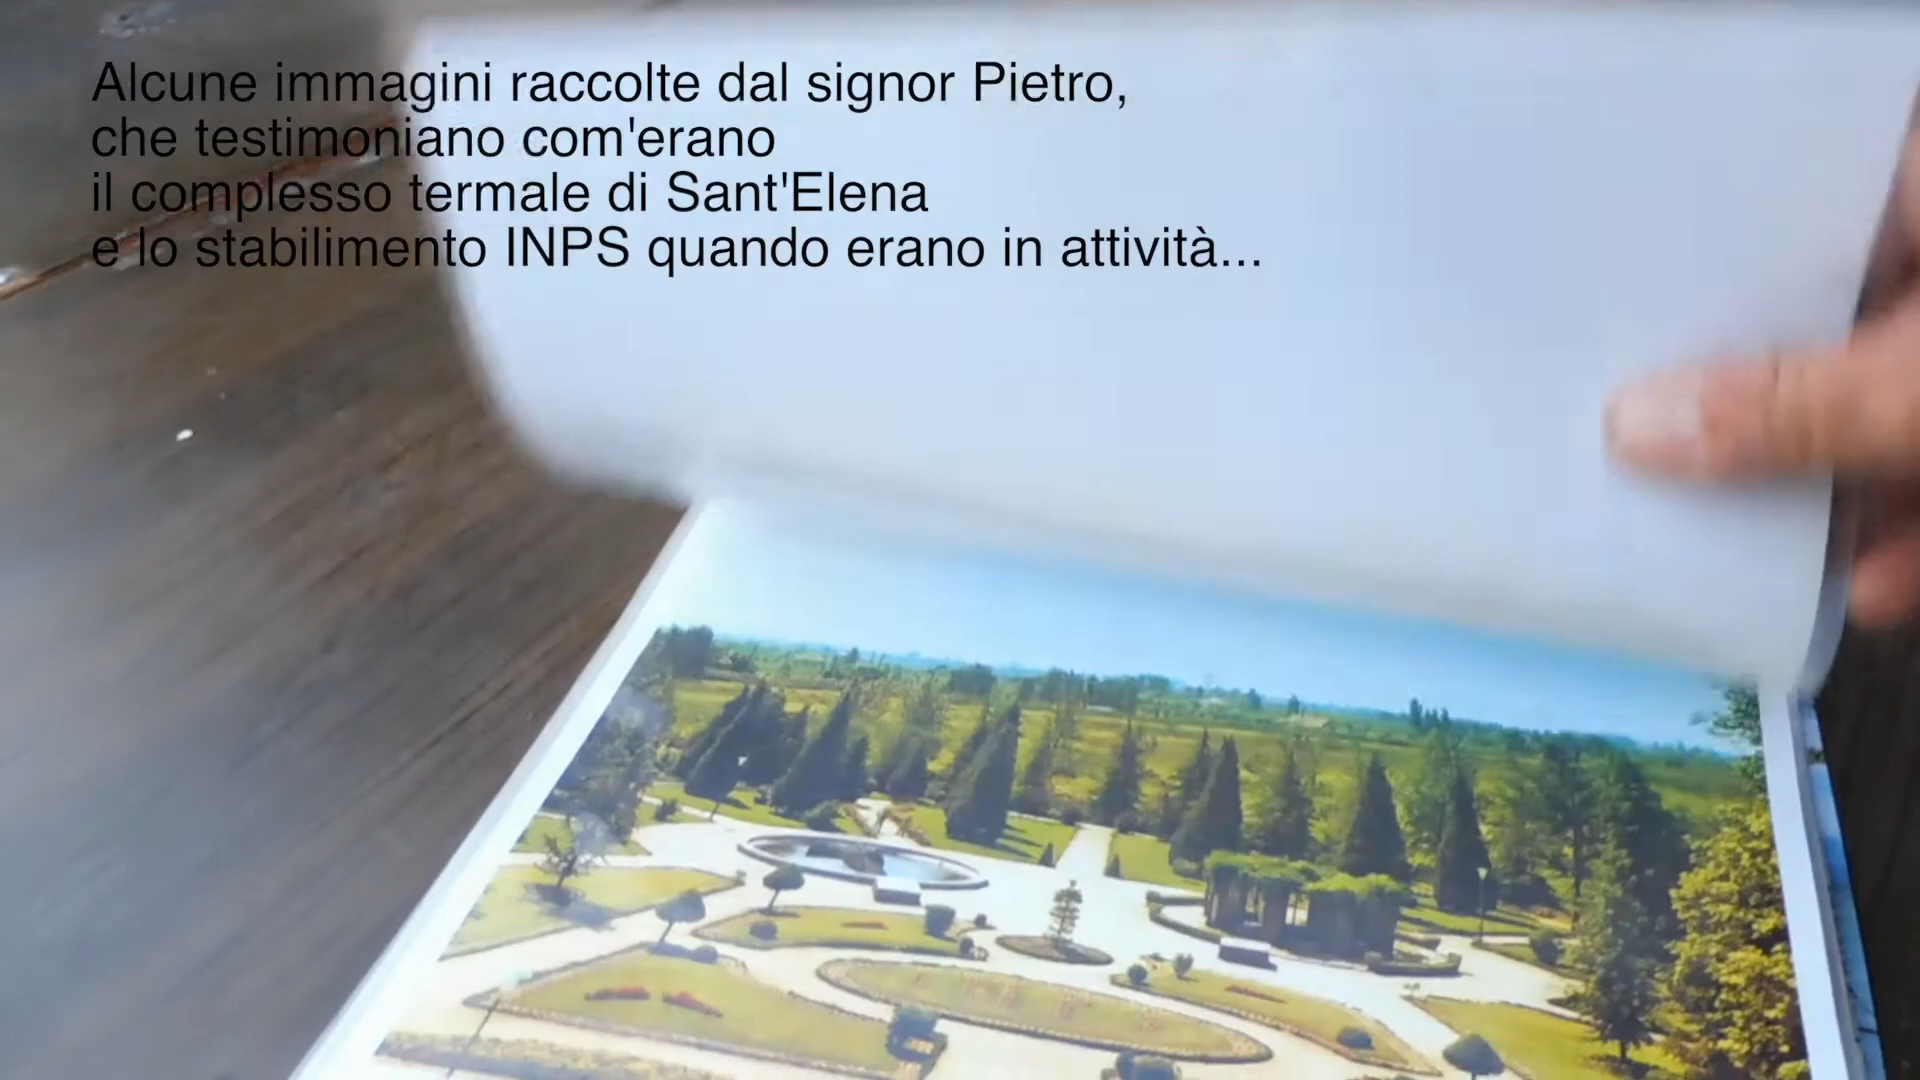 Alcune immagini raccolte dal signor Pietro,
che testimoniano com'erano
il complesso termale di Sant'Elena
e lo stabilimento INPS quando erano in attività...